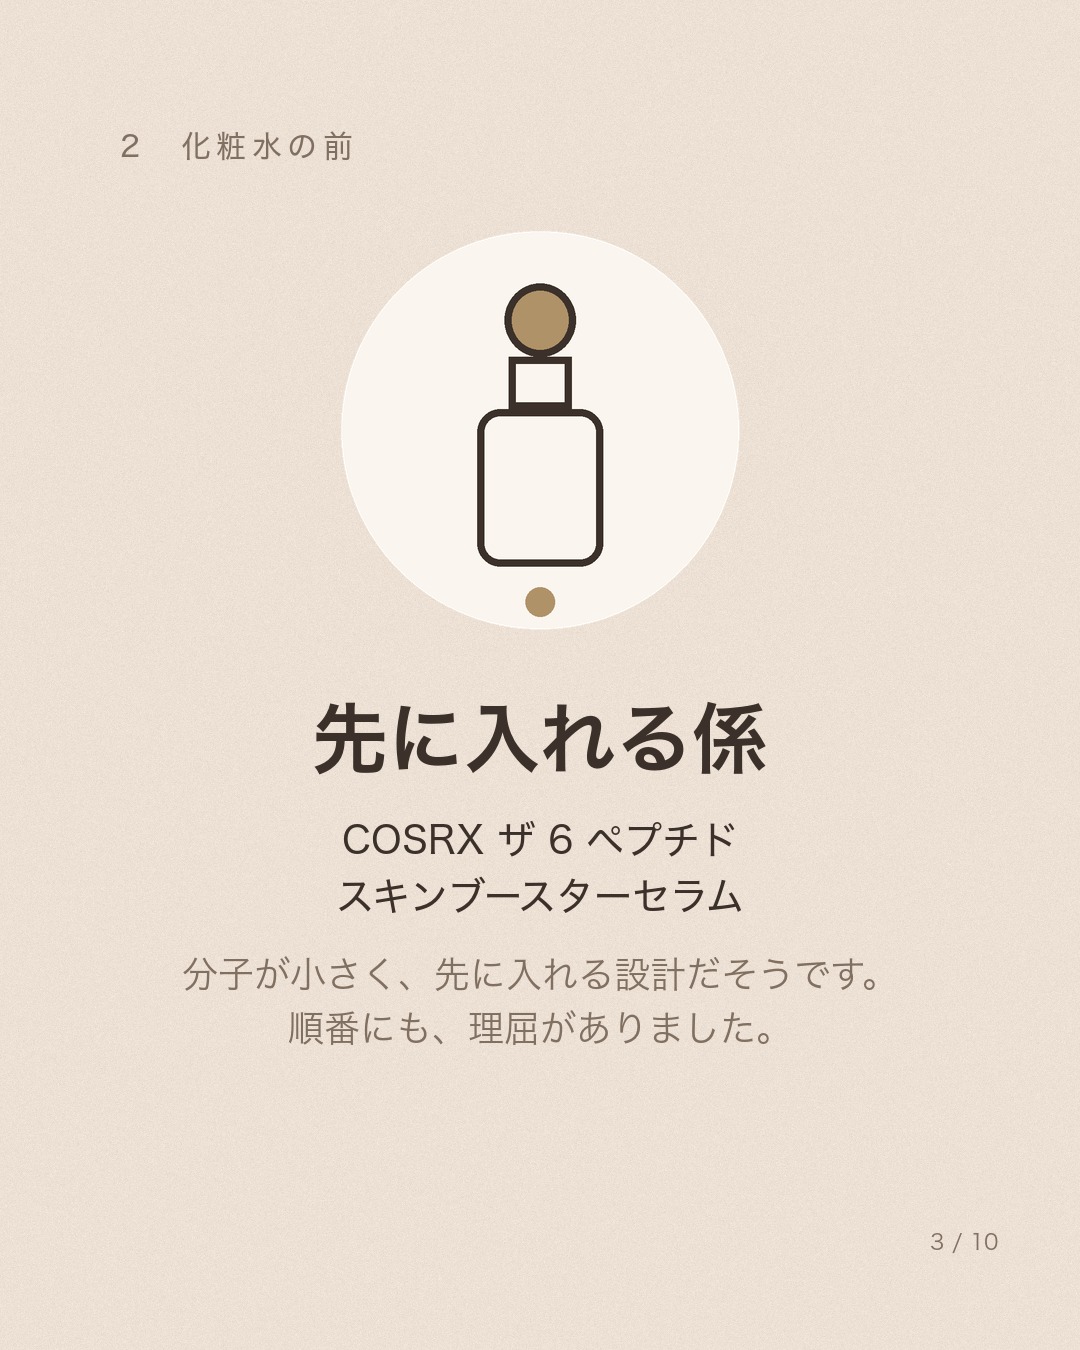 2　化粧水の前
先に入れる係
COSRX ザ 6 ペプチド
スキンブースターセラム
分子が小さく、先に入れる設計だそうです。
順番にも、理屈がありました。
3 / 10